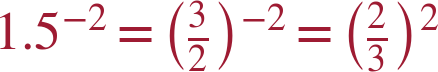 1.5⁻² = (3/2)⁻² = (2/3)²